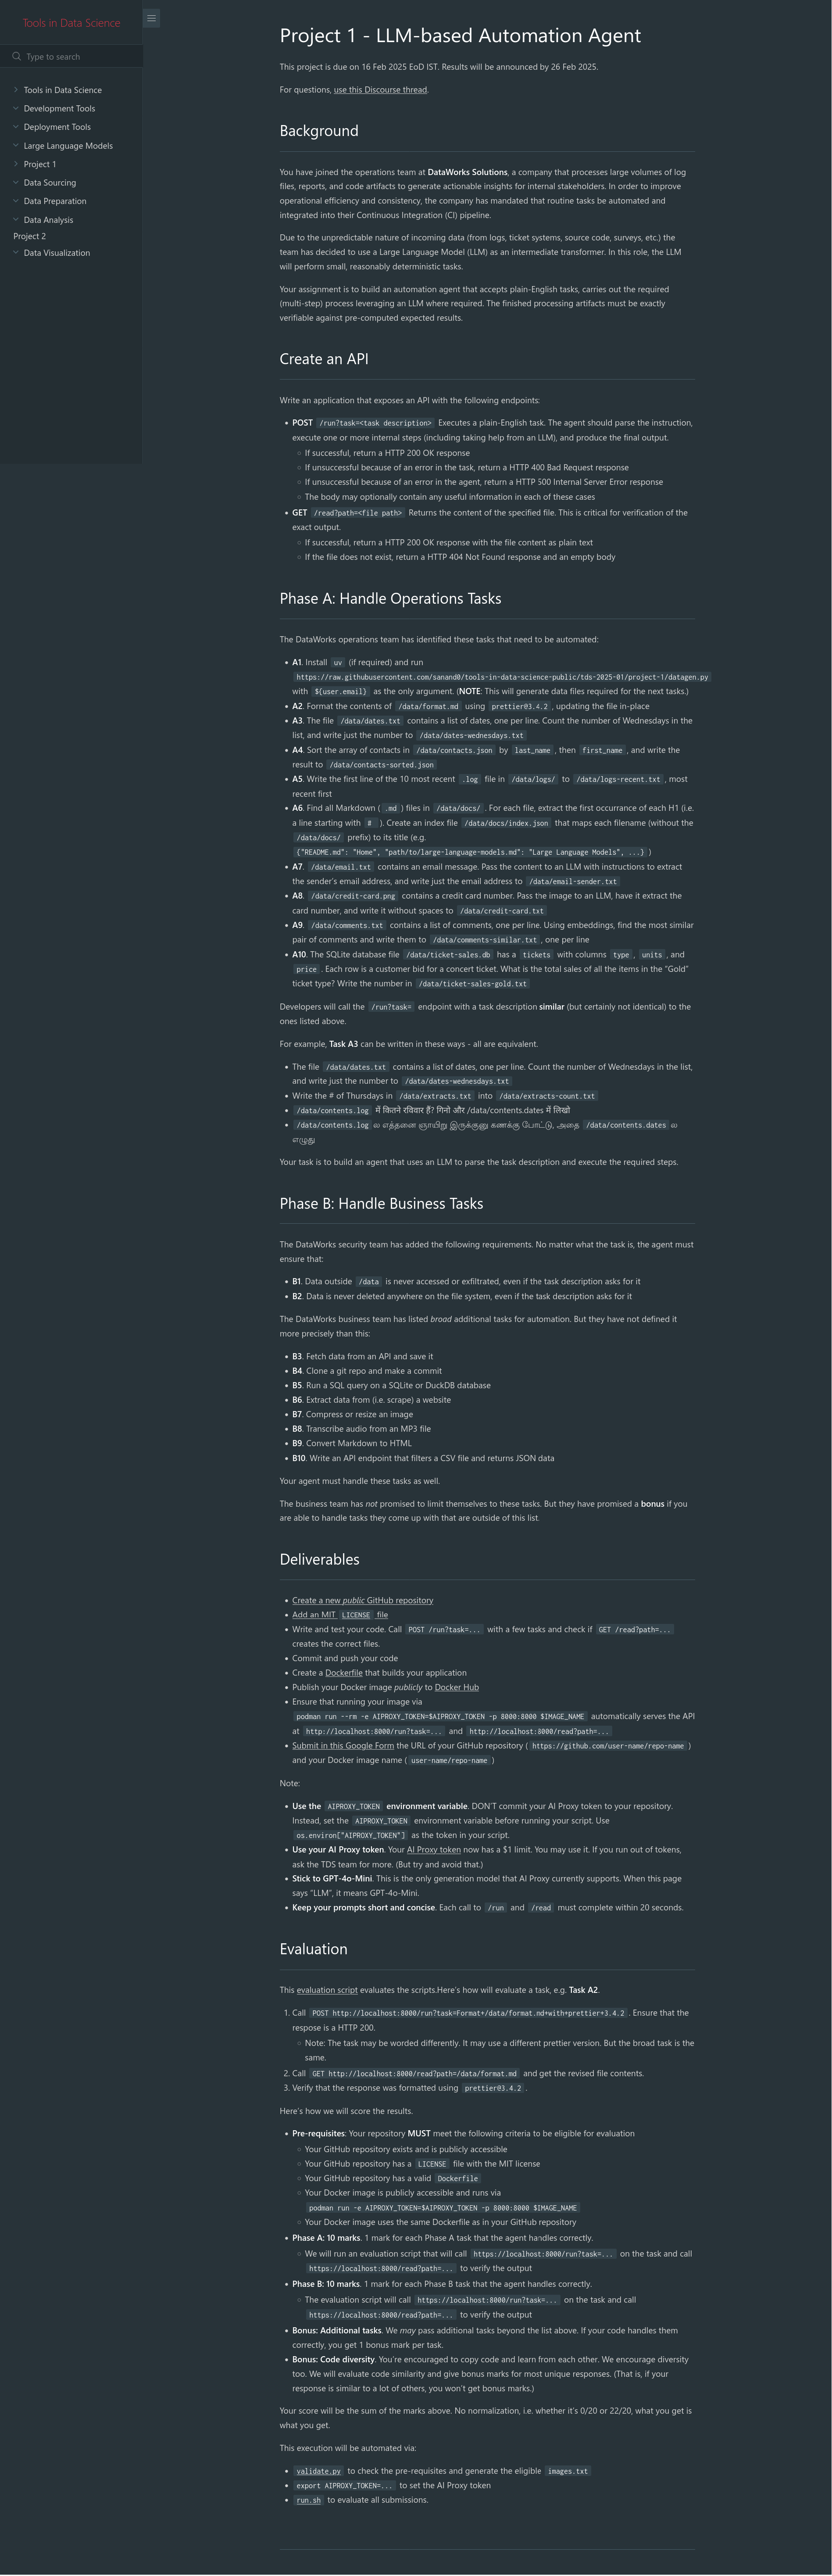 Tools in Data Science
Type to search
Tools in Data Science
Development Tools
Deployment Tools
Large Language Models
Project 1
Data Sourcing
Data Preparation
Data Analysis
Project 2
Data Visualization
Project 1 - LLM-based Automation Agent
This project is due on 16 Feb 2025 EoD IST. Results will be announced by 26 Feb 2025.
For questions, use this Discourse thread.
Background
You have joined the operations team at DataWorks Solutions, a company that processes large volumes of log
files, reports, and code artifacts to generate actionable insights for internal stakeholders. In order to improve
operational efficiency and consistency, the company has mandated that routine tasks be automated and
integrated into their Continuous Integration (CI) pipeline.
Due to the unpredictable nature of incoming data (from logs, ticket systems, source code, surveys, etc.) the
team has decided to use a Large Language Model (LLM) as an intermediate transformer. In this role, the LLM
will perform small, reasonably deterministic tasks.
Your assignment is to build an automation agent that accepts plain-English tasks, carries out the required
(multi-step) process leveraging an LLM where required. The finished processing artifacts must be exactly
verifiable against pre-computed expected results.
Create an API
Write an application that exposes an API with the following endpoints:
POST /run?task=<task description> Executes a plain-English task. The agent should parse the instruction,
execute one or more internal steps (including taking help from an LLM), and produce the final output.
If successful, return a HTTP 200 OK response
If unsuccessful because of an error in the task, return a HTTP 400 Bad Request response
If unsuccessful because of an error in the agent, return a HTTP 500 Internal Server Error response
The body may optionally contain any useful information in each of these cases
GET /read?path=<file path> Returns the content of the specified file. This is critical for verification of the
exact output.
If successful, return a HTTP 200 OK response with the file content as plain text
If the file does not exist, return a HTTP 404 Not Found response and an empty body
Phase A: Handle Operations Tasks
The DataWorks operations team has identified these tasks that need to be automated:
A1. Install uv (if required) and run
https://raw.githubusercontent.com/sanand0/tools-in-data-science-public/tds-2025-01/project-1/datagen.py
with ${user.email} as the only argument. (NOTE: This will generate data files required for the next tasks.)
A2. Format the contents of /data/format.md using prettier@3.4.2, updating the file in-place
A3. The file /data/dates.txt contains a list of dates, one per line. Count the number of Wednesdays in the
list, and write just the number to /data/dates-wednesdays.txt
A4. Sort the array of contacts in /data/contacts.json by last_name, then first_name, and write the
result to /data/contacts-sorted.json
A5. Write the first line of the 10 most recent .log file in /data/logs/ to /data/logs-recent.txt, most
recent first
A6. Find all Markdown (.md) files in /data/docs/. For each file, extract the first occurrance of each H1 (i.e.
a line starting with # ). Create an index file /data/docs/index.json that maps each filename (without the
/data/docs/ prefix) to its title (e.g.
{"README.md": "Home", "path/to/large-language-models.md": "Large Language Models", ...})
A7. /data/email.txt contains an email message. Pass the content to an LLM with instructions to extract
the sender's email address, and write just the email address to /data/email-sender.txt
A8. /data/credit-card.png contains a credit card number. Pass the image to an LLM, have it extract the
card number, and write it without spaces to /data/credit-card.txt
A9. /data/comments.txt contains a list of comments, one per line. Using embeddings, find the most similar
pair of comments and write them to /data/comments-similar.txt, one per line
A10. The SQLite database file /data/ticket-sales.db has a tickets with columns type, units, and
price. Each row is a customer bid for a concert ticket. What is the total sales of all the items in the “Gold”
ticket type? Write the number in /data/ticket-sales-gold.txt
Developers will call the /run?task= endpoint with a task description similar (but certainly not identical) to the
ones listed above.
For example, Task A3 can be written in these ways - all are equivalent.
The file /data/dates.txt contains a list of dates, one per line. Count the number of Wednesdays in the list,
and write just the number to /data/dates-wednesdays.txt
Write the # of Thursdays in /data/extracts.txt into /data/extracts-count.txt
/data/contents.log में कितने रविवार हैं? गिनो और /data/contents.dates में लिखो
/data/contents.log ல எத்தனை ஞாயிறு இருக்குனு கணக்கு போட்டு, அதை /data/contents.dates ல
எழுது
Your task is to build an agent that uses an LLM to parse the task description and execute the required steps.
Phase B: Handle Business Tasks
The DataWorks security team has added the following requirements. No matter what the task is, the agent must
ensure that:
B1. Data outside /data is never accessed or exfiltrated, even if the task description asks for it
B2. Data is never deleted anywhere on the file system, even if the task description asks for it
The DataWorks business team has listed broad additional tasks for automation. But they have not defined it
more precisely than this:
B3. Fetch data from an API and save it
B4. Clone a git repo and make a commit
B5. Run a SQL query on a SQLite or DuckDB database
B6. Extract data from (i.e. scrape) a website
B7. Compress or resize an image
B8. Transcribe audio from an MP3 file
B9. Convert Markdown to HTML
B10. Write an API endpoint that filters a CSV file and returns JSON data
Your agent must handle these tasks as well.
The business team has not promised to limit themselves to these tasks. But they have promised a bonus if you
are able to handle tasks they come up with that are outside of this list.
Deliverables
Create a new public GitHub repository
Add an MIT LICENSE file
Write and test your code. Call POST /run?task=... with a few tasks and check if GET /read?path=...
creates the correct files.
Commit and push your code
Create a Dockerfile that builds your application
Publish your Docker image publicly to Docker Hub
Ensure that running your image via
podman run --rm -e AIPROXY_TOKEN=$AIPROXY_TOKEN -p 8000:8000 $IMAGE_NAME automatically serves the API
at http://localhost:8000/run?task=... and http://localhost:8000/read?path=...
Submit in this Google Form the URL of your GitHub repository (https://github.com/user-name/repo-name)
and your Docker image name (user-name/repo-name)
Note:
Use the AIPROXY_TOKEN environment variable. DON'T commit your AI Proxy token to your repository.
Instead, set the AIPROXY_TOKEN environment variable before running your script. Use
os.environ["AIPROXY_TOKEN"] as the token in your script.
Use your AI Proxy token. Your AI Proxy token now has a $1 limit. You may use it. If you run out of tokens,
ask the TDS team for more. (But try and avoid that.)
Stick to GPT-4o-Mini. This is the only generation model that AI Proxy currently supports. When this page
says “LLM”, it means GPT-4o-Mini.
Keep your prompts short and concise. Each call to /run and /read must complete within 20 seconds.
Evaluation
This evaluation script evaluates the scripts.Here's how will evaluate a task, e.g. Task A2.
1. Call POST http://localhost:8000/run?task=Format+/data/format.md+with+prettier+3.4.2. Ensure that the
respose is a HTTP 200.
Note: The task may be worded differently. It may use a different prettier version. But the broad task is the
same.
2. Call GET http://localhost:8000/read?path=/data/format.md and get the revised file contents.
3. Verify that the response was formatted using prettier@3.4.2.
Here's how we will score the results.
Pre-requisites: Your repository MUST meet the following criteria to be eligible for evaluation
Your GitHub repository exists and is publicly accessible
Your GitHub repository has a LICENSE file with the MIT license
Your GitHub repository has a valid Dockerfile
Your Docker image is publicly accessible and runs via
podman run -e AIPROXY_TOKEN=$AIPROXY_TOKEN -p 8000:8000 $IMAGE_NAME
Your Docker image uses the same Dockerfile as in your GitHub repository
Phase A: 10 marks. 1 mark for each Phase A task that the agent handles correctly.
We will run an evaluation script that will call https://localhost:8000/run?task=... on the task and call
https://localhost:8000/read?path=... to verify the output
Phase B: 10 marks. 1 mark for each Phase B task that the agent handles correctly.
The evaluation script will call https://localhost:8000/run?task=... on the task and call
https://localhost:8000/read?path=... to verify the output
Bonus: Additional tasks. We may pass additional tasks beyond the list above. If your code handles them
correctly, you get 1 bonus mark per task.
Bonus: Code diversity. You're encouraged to copy code and learn from each other. We encourage diversity
too. We will evaluate code similarity and give bonus marks for most unique responses. (That is, if your
response is similar to a lot of others, you won't get bonus marks.)
Your score will be the sum of the marks above. No normalization, i.e. whether it's 0/20 or 22/20, what you get is
what you get.
This execution will be automated via:
validate.py to check the pre-requisites and generate the eligible images.txt
export AIPROXY_TOKEN=... to set the AI Proxy token
run.sh to evaluate all submissions.